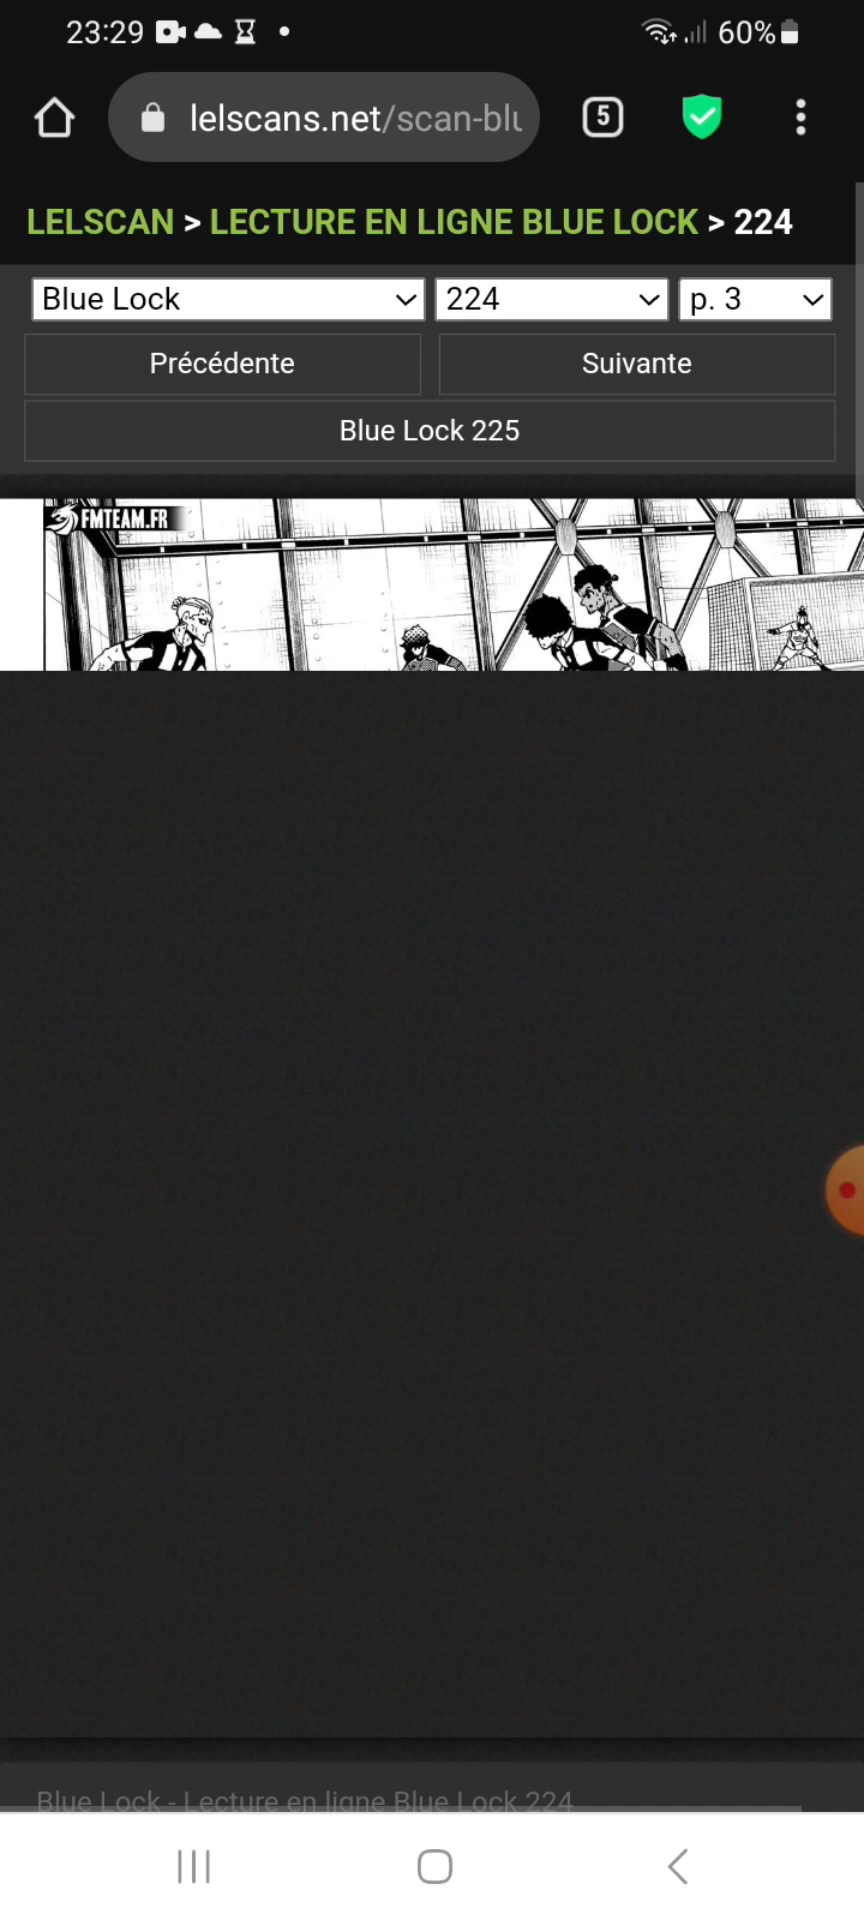 23:29 60%
lelscans.net/scan-blu 5
LELSCAN > LECTURE EN LIGNE BLUE LOCK > 224
Blue Lock 224 p. 3
Précédente Suivante
Blue Lock 225
FMTEAM.FR
Blue Lock - Lecture en ligne Blue Lock 224